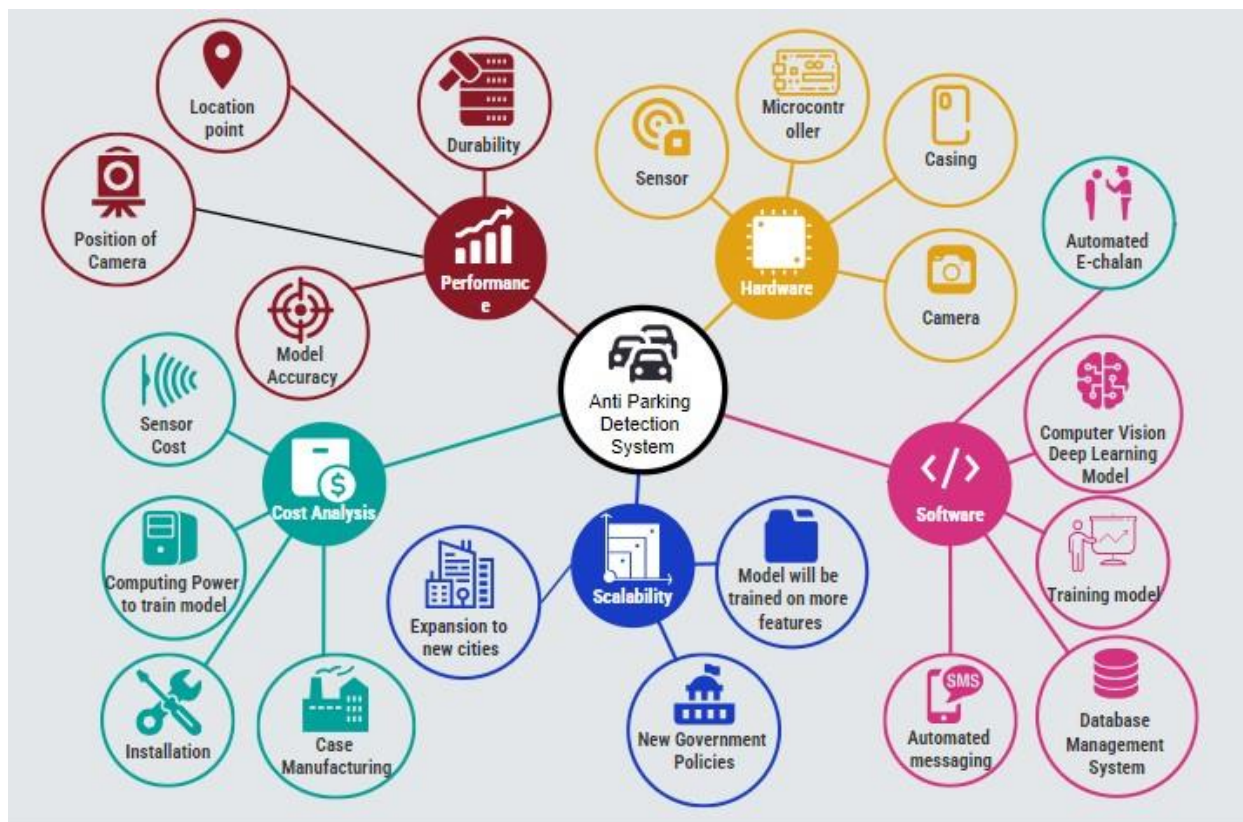 Location
point
Durability
Position of
Camera
Performanc
e
Model
Accuracy
Microcontr
oller
Sensor
Casing
Hardware
Camera
Automated
E-chalan
Anti Parking
Detection
System
Sensor
Cost
$
Cost Analysis
Computing Power
to train model
Installation
Case
Manufacturing
Scalability
Expansion to
new cities
Model will be
trained on more
features
New Government
Policies
</>
Software
Computer Vision
Deep Learning
Model
Training model
SMS
Automated
messaging
Database
Management
System